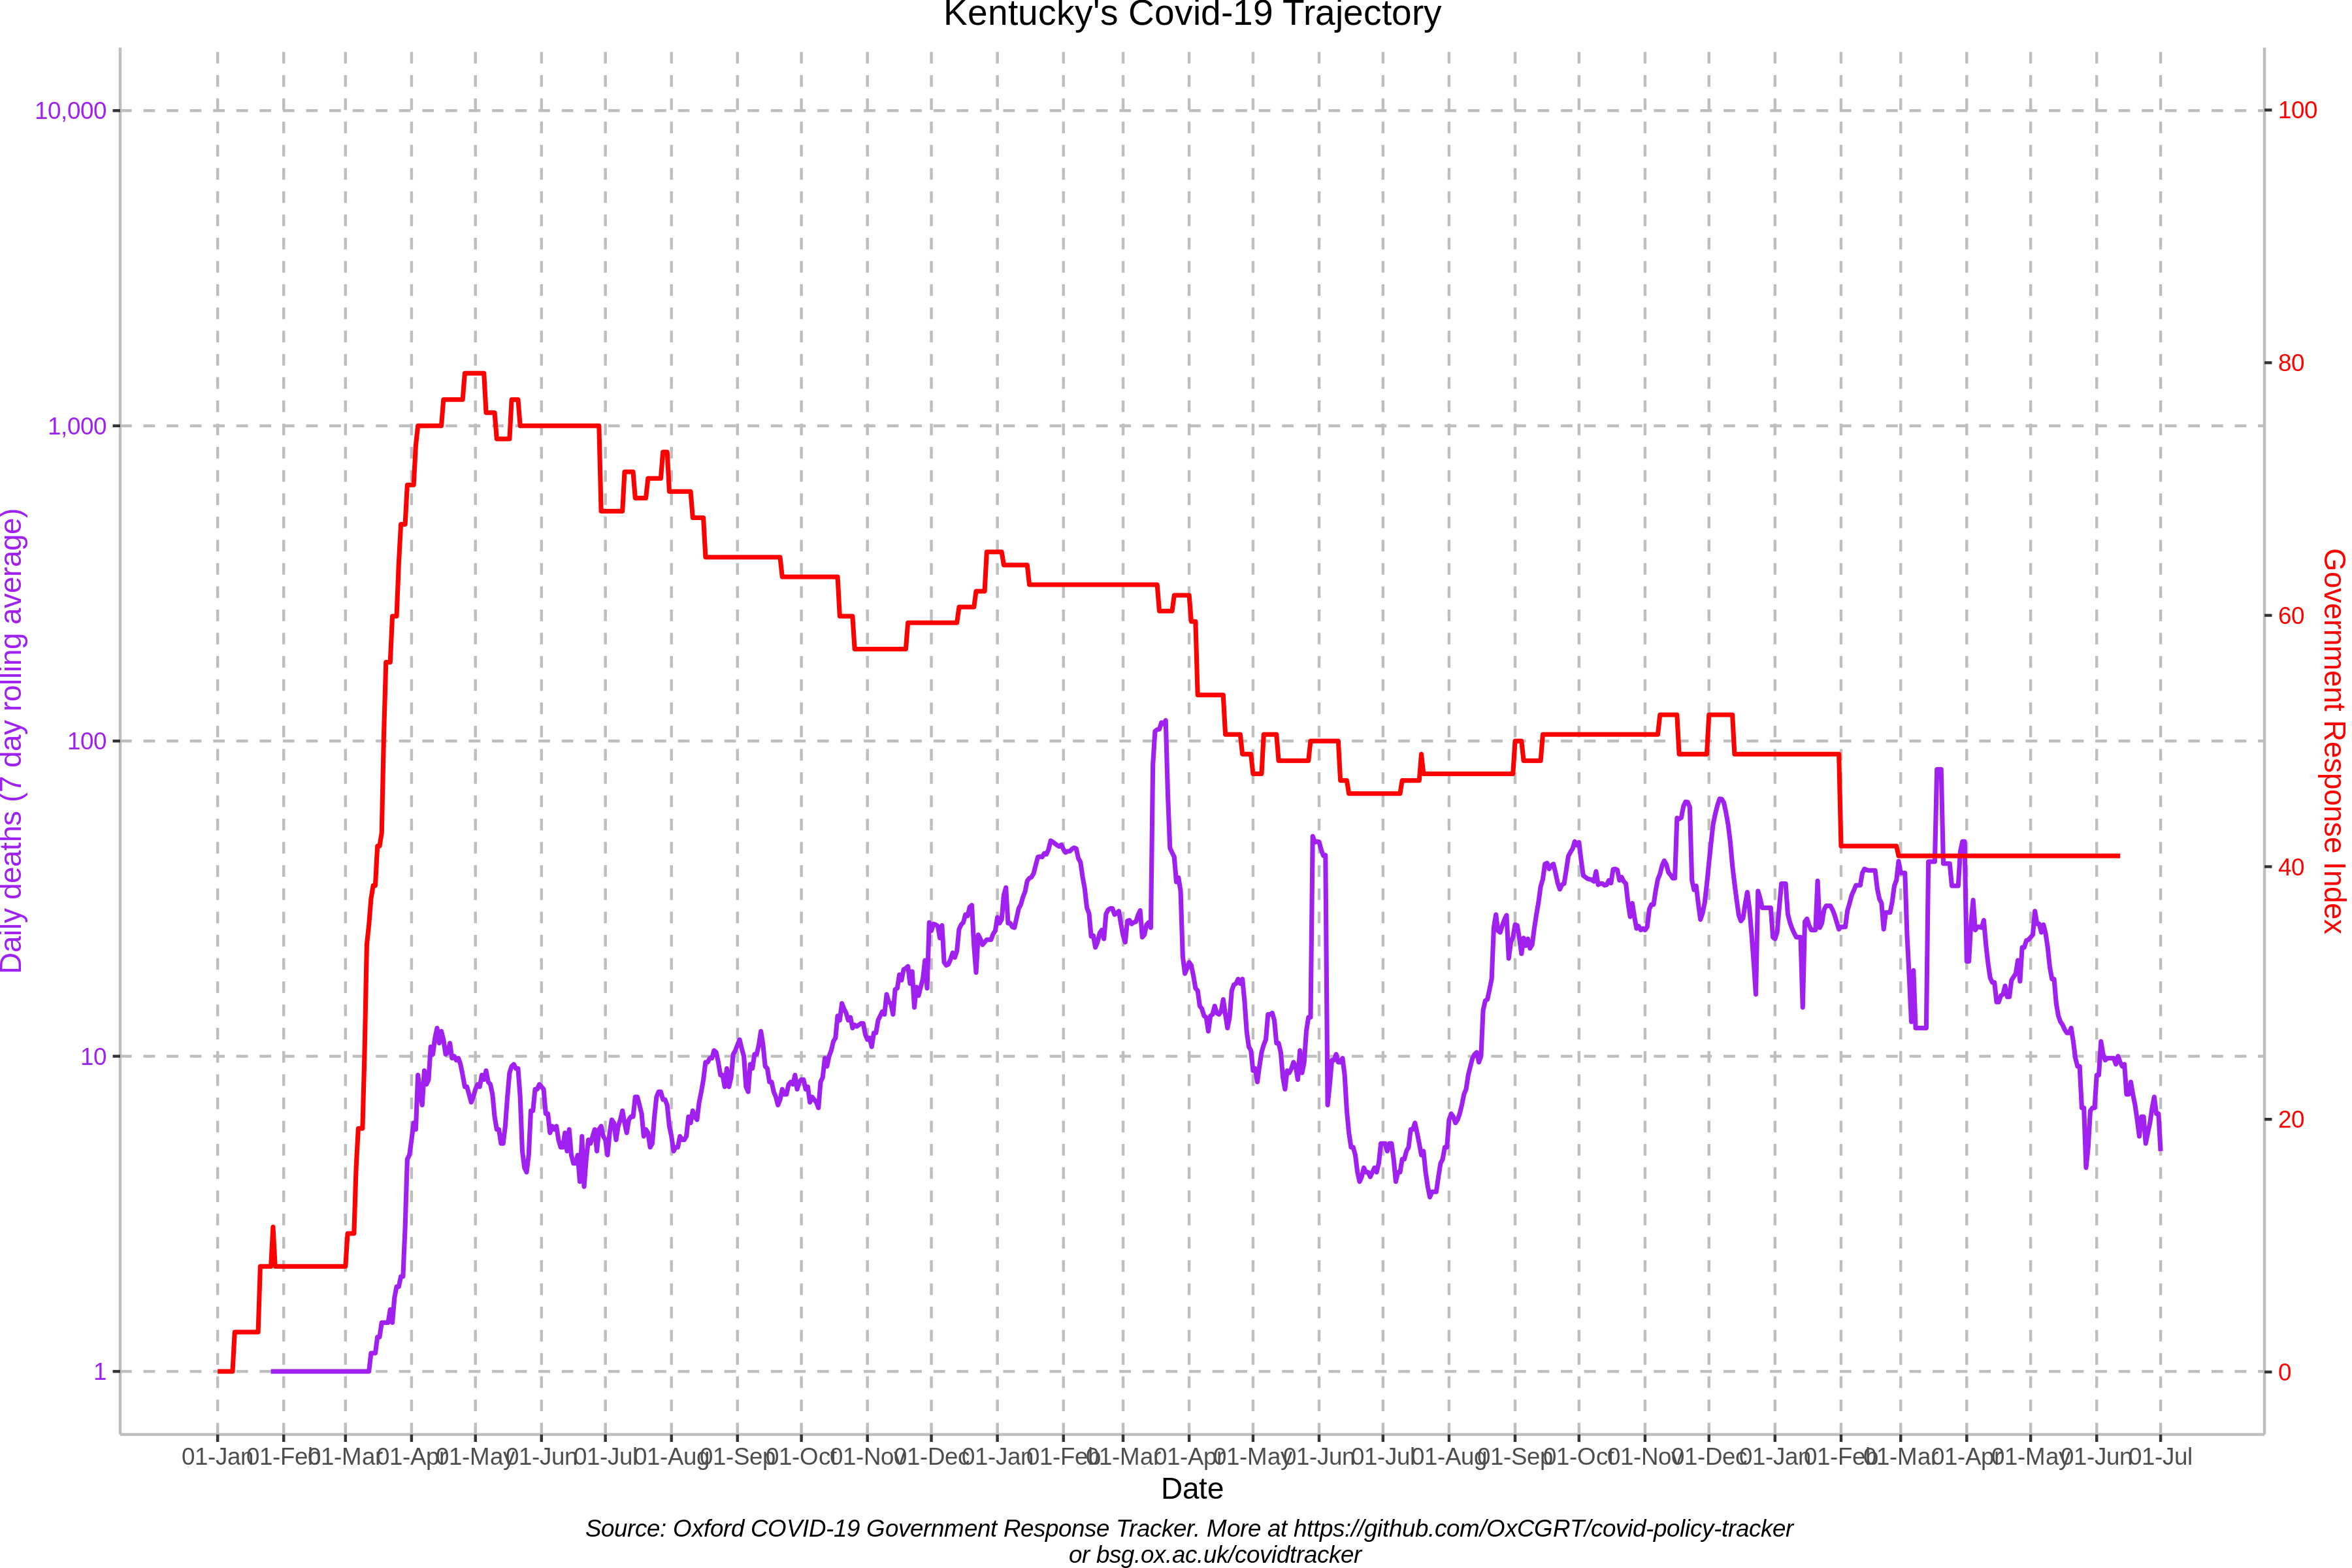 Kentucky's Covid-19 Trajectory
10,000
1,000
100
10
1
Daily deaths (7 day rolling average)
100
80
60
40
20
0
Government Response Index
01-Jan 01-Feb 01-Mar 01-Apr 01-May 01-Jun 01-Jul 01-Aug 01-Sep 01-Oct 01-Nov 01-Dec 01-Jan 01-Feb 01-Mar 01-Apr 01-May 01-Jun 01-Jul 01-Aug 01-Sep 01-Oct 01-Nov 01-Dec 01-Jan 01-Feb 01-Mar 01-Apr 01-May 01-Jun 01-Jul
Date
Source: Oxford COVID-19 Government Response Tracker. More at https://github.com/OxCGRT/covid-policy-tracker
or bsg.ox.ac.uk/covidtracker